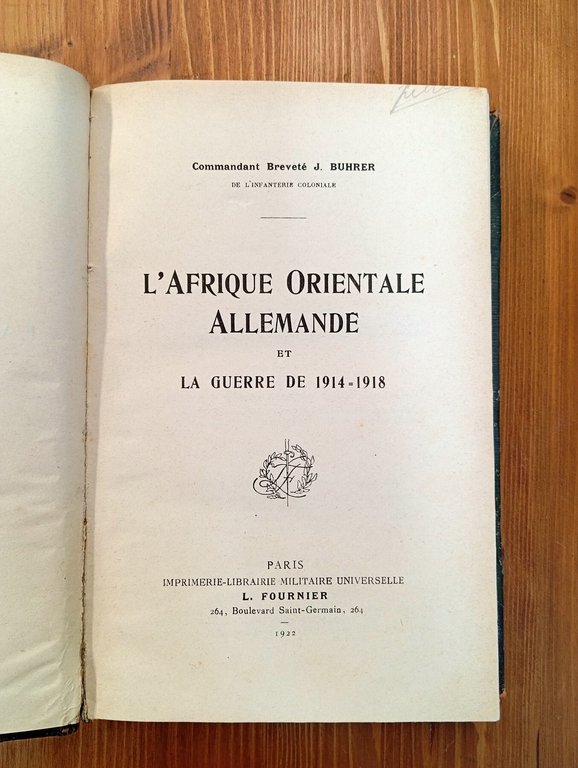 Commandant Breveté J. BUHRER
DE L'INFANTERIE COLONIALE
L'AFRIQUE ORIENTALE
ALLEMANDE
ET
LA GUERRE DE 1914-1918
PARIS
IMPRIMERIE-LIBRAIRIE MILITAIRE UNIVERSELLE
L. FOURNIER
264, Boulevard Saint-Germain, 264
1922